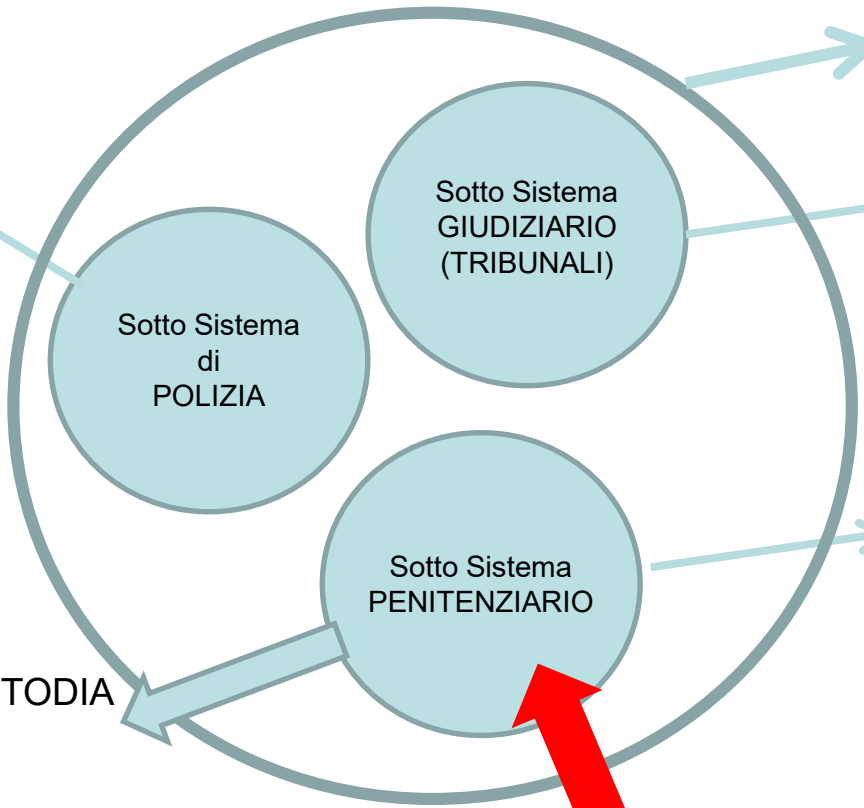 Sotto Sistema
GIUDIZIARIO
(TRIBUNALI)
Sotto Sistema
di
POLIZIA
Sotto Sistema
PENITENZIARIO
TODIA